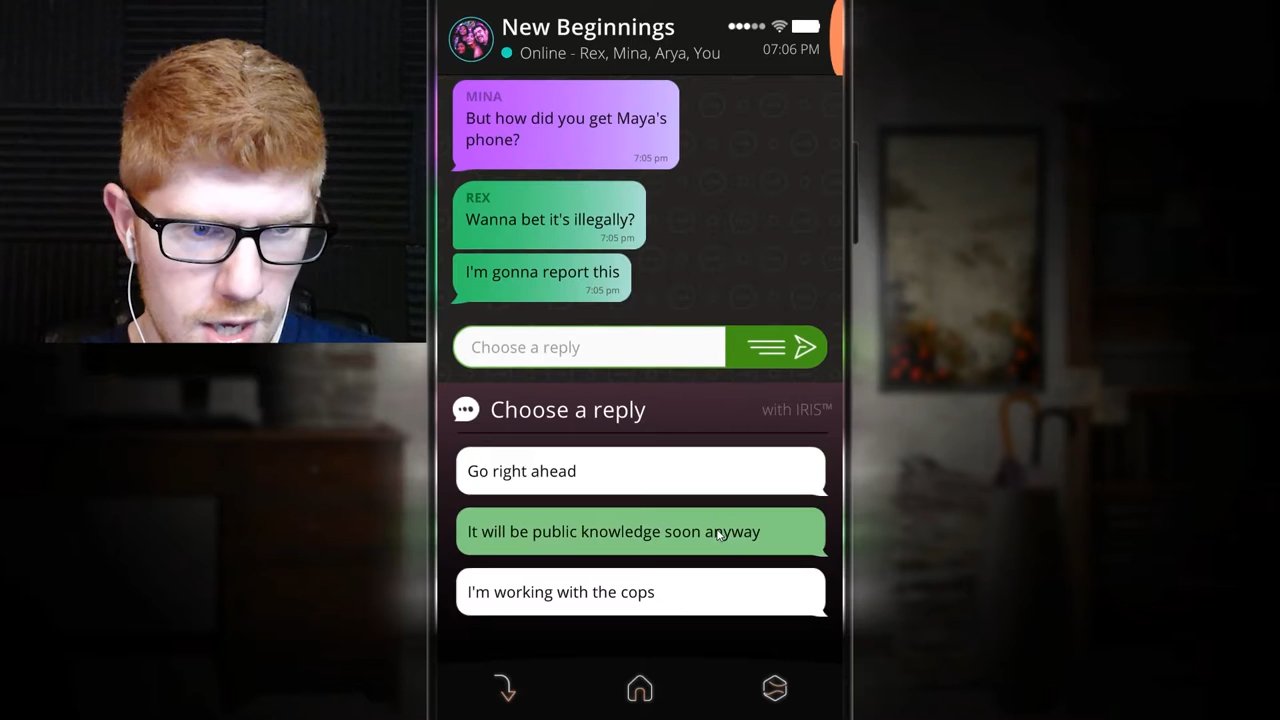 New Beginnings
Online - Rex, Mina, Arya, You
07:06 PM
MINA
But how did you get Maya's
phone?
7:05 pm
REX
Wanna bet it's illegally?
7:05 pm
I'm gonna report this
7:05 pm
Choose a reply
Choose a reply
with IRIS™
Go right ahead
It will be public knowledge soon anyway
I'm working with the cops